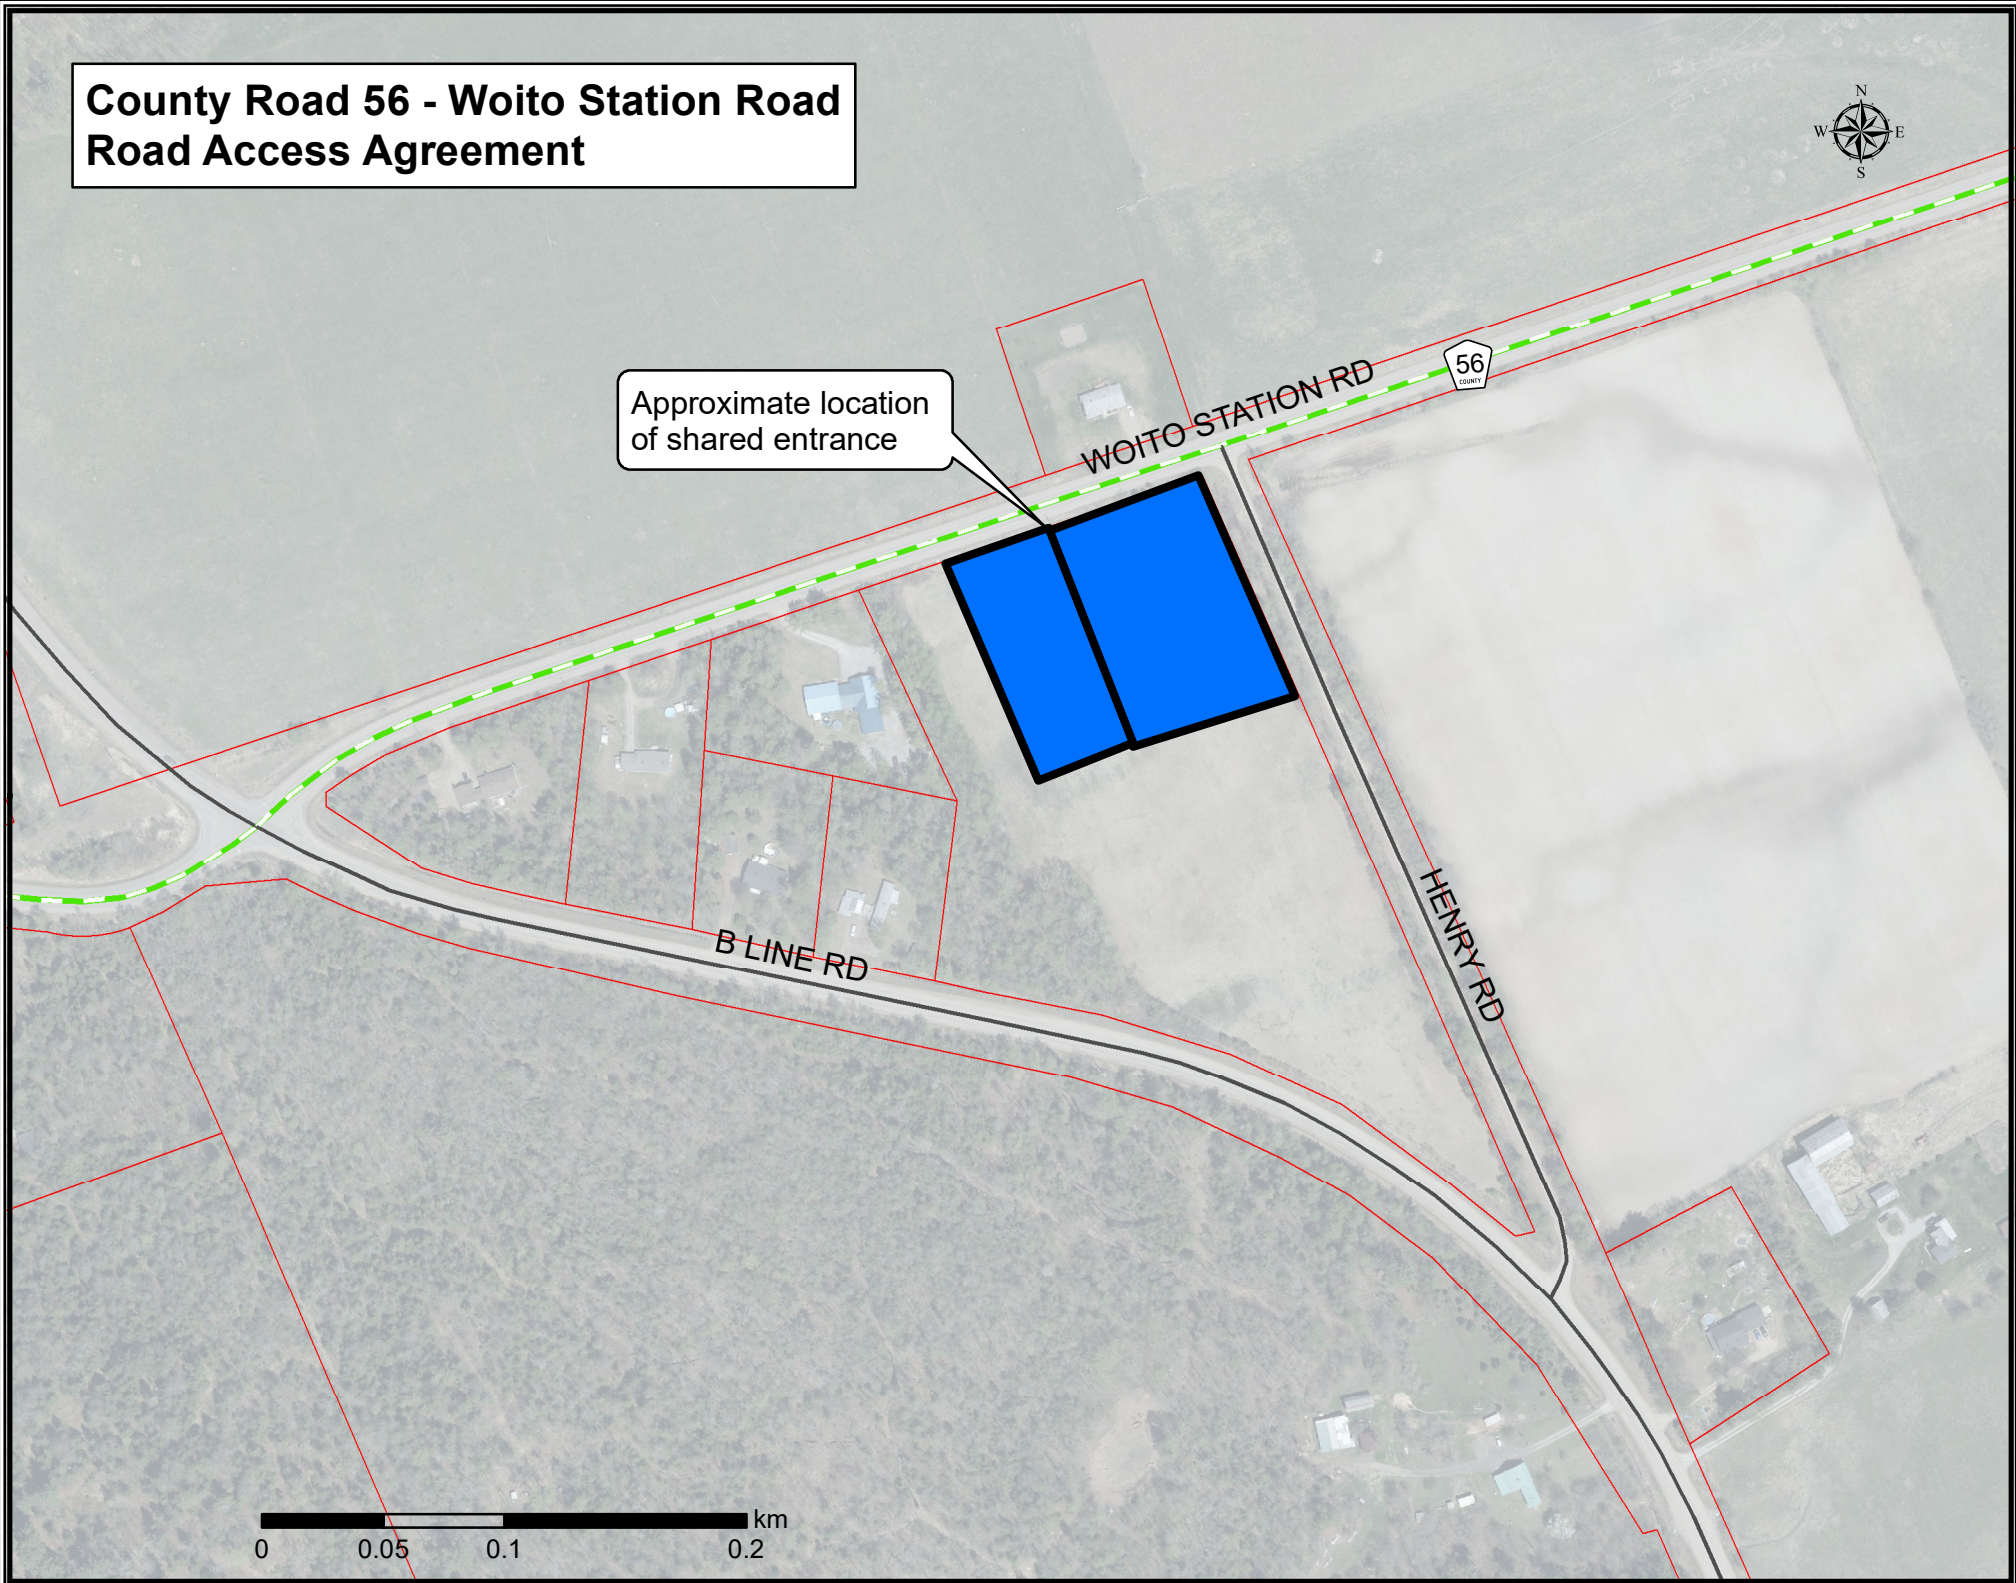 County Road 56 - Woito Station Road
Road Access Agreement
N
W E
S
Approximate location
of shared entrance
WOITO STATION RD
56
COUNTY
HENRY RD
B LINE RD
km
0 0.05 0.1 0.2